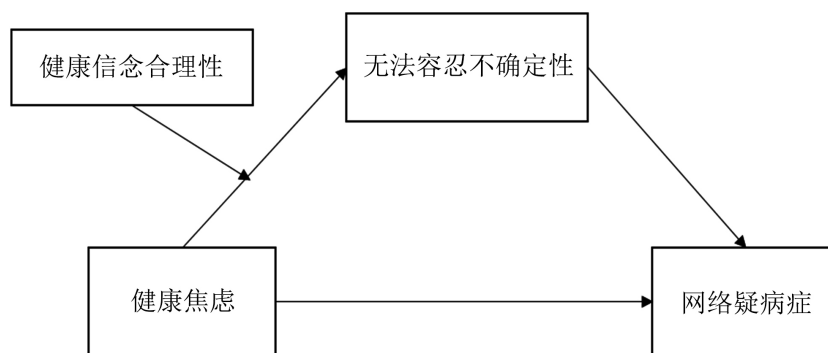 健康信念合理性
无法容忍不确定性
健康焦虑
网络疑病症